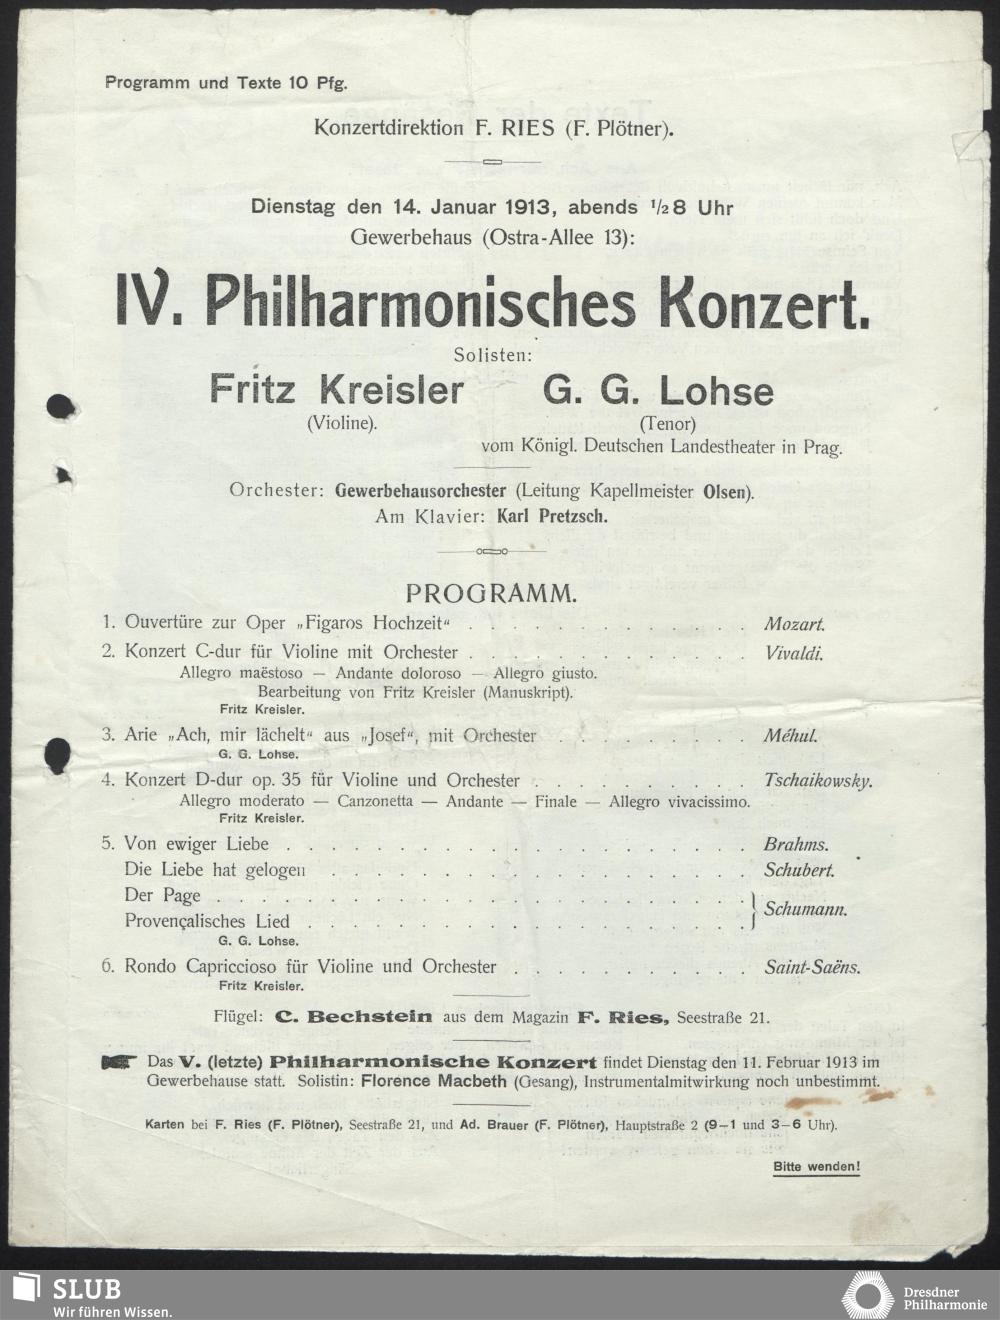 Programm und Texte 10 Pfg.
Konzertdirektion F. RIES (F. Plötner).
Dienstag den 14. Januar 1913, abends ½8 Uhr
Gewerbehaus (Ostra-Allee 13):
IV. Philharmonisches Konzert.
Solisten:
Fritz Kreisler G. G. Lohse
(Violine). (Tenor)
vom Königl. Deutschen Landestheater in Prag.
Orchester: Gewerbehausorchester (Leitung Kapellmeister Olsen).
Am Klavier: Karl Pretzsch.
PROGRAMM.
1. Ouvertüre zur Oper „Figaros Hochzeit“ . . . . . . . . . . . . . Mozart.
2. Konzert C-dur für Violine mit Orchester . . . . . . . . . . . . Vivaldi.
Allegro maëstoso — Andante doloroso — Allegro giusto.
Bearbeitung von Fritz Kreisler (Manuskript).
Fritz Kreisler.
3. Arie „Ach, mir lächelt“ aus „Josef“, mit Orchester . . . . . . . . . Méhul.
G. G. Lohse.
4. Konzert D-dur op. 35 für Violine und Orchester . . . . . . . . . Tschaikowsky.
Allegro moderato — Canzonetta — Andante — Finale — Allegro vivacissimo.
Fritz Kreisler.
5. Von ewiger Liebe . . . . . . . . . . . . . . . . . . Brahms.
Die Liebe hat gelogen . . . . . . . . . . . . . . . . Schubert.
Der Page . . . . . . . . . . . . . . . . . . . . .
Provençalisches Lied . . . . . . . . . . . . . . . . . } Schumann.
G. G. Lohse.
6. Rondo Capriccioso für Violine und Orchester . . . . . . . . . . Saint-Saëns.
Fritz Kreisler.
Flügel: C. Bechstein aus dem Magazin F. Ries, Seestraße 21.
Das V. (letzte) Philharmonische Konzert findet Dienstag den 11. Februar 1913 im
Gewerbehause statt. Solistin: Florence Macbeth (Gesang), Instrumentalmitwirkung noch unbestimmt.
Karten bei F. Ries (F. Plötner), Seestraße 21, und Ad. Brauer (F. Plötner), Hauptstraße 2 (9—1 und 3—6 Uhr).
Bitte wenden!
SLUB
Wir führen Wissen.
Dresdner
Philharmonie